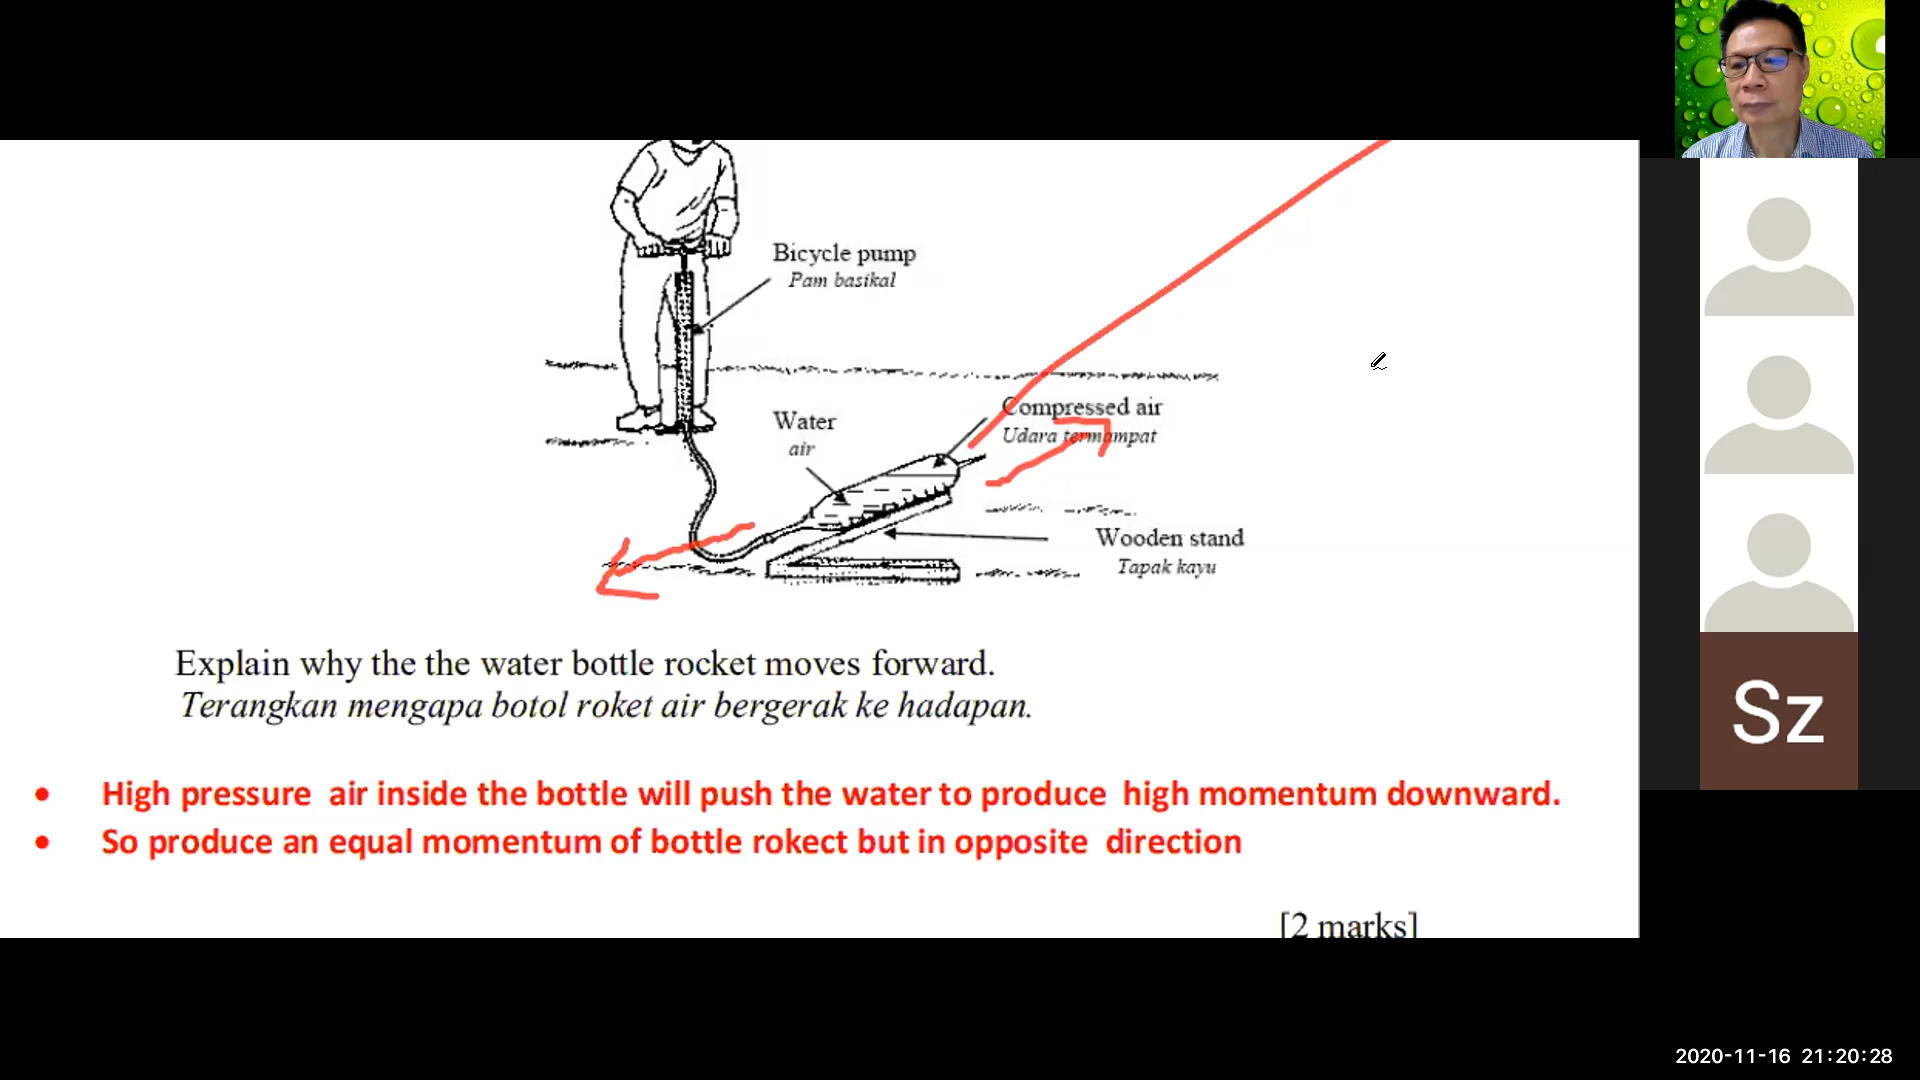 Bicycle pump
Pam basikal
Compressed air
Udara termampat
Water
air
Wooden stand
Tapak kayu
Explain why the the water bottle rocket moves forward.
Terangkan mengapa botol roket air bergerak ke hadapan.
• High pressure air inside the bottle will push the water to produce high momentum downward.
• So produce an equal momentum of bottle rokect but in opposite direction
[2 marks]
Sz
2020-11-16 21:20:28